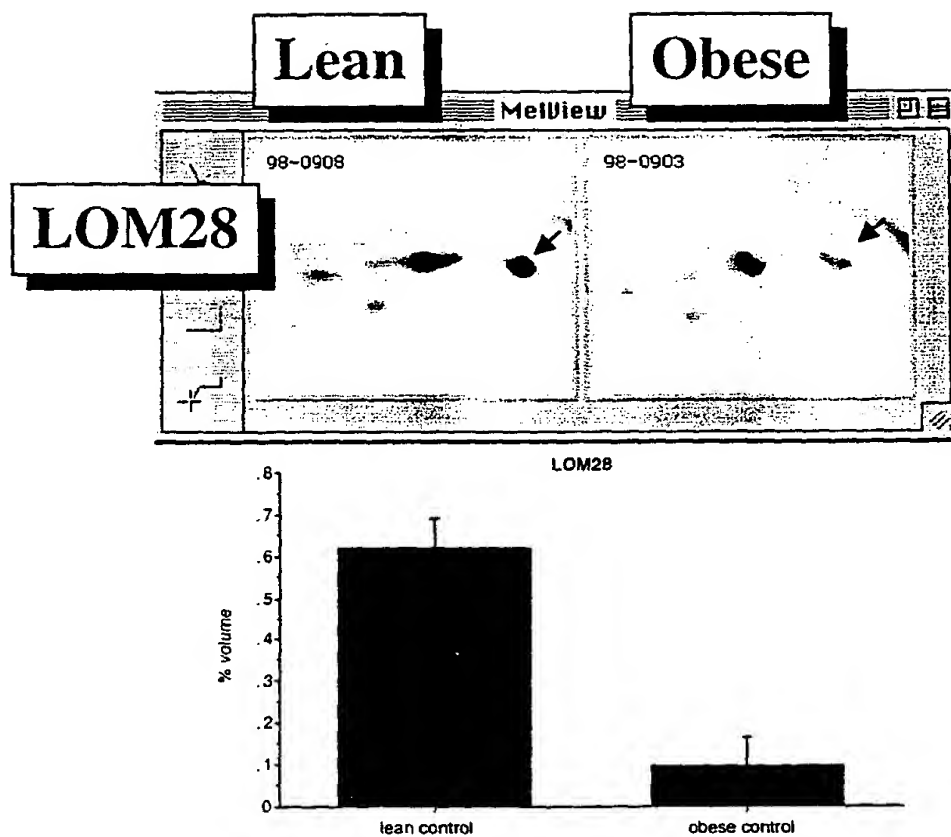 Lean
Obese
MelView
98-0908
98-0903
LOM28
LOM28
.8
.7
.6
.5
.4
.3
.2
.1
0
% volume
lean control
obese control